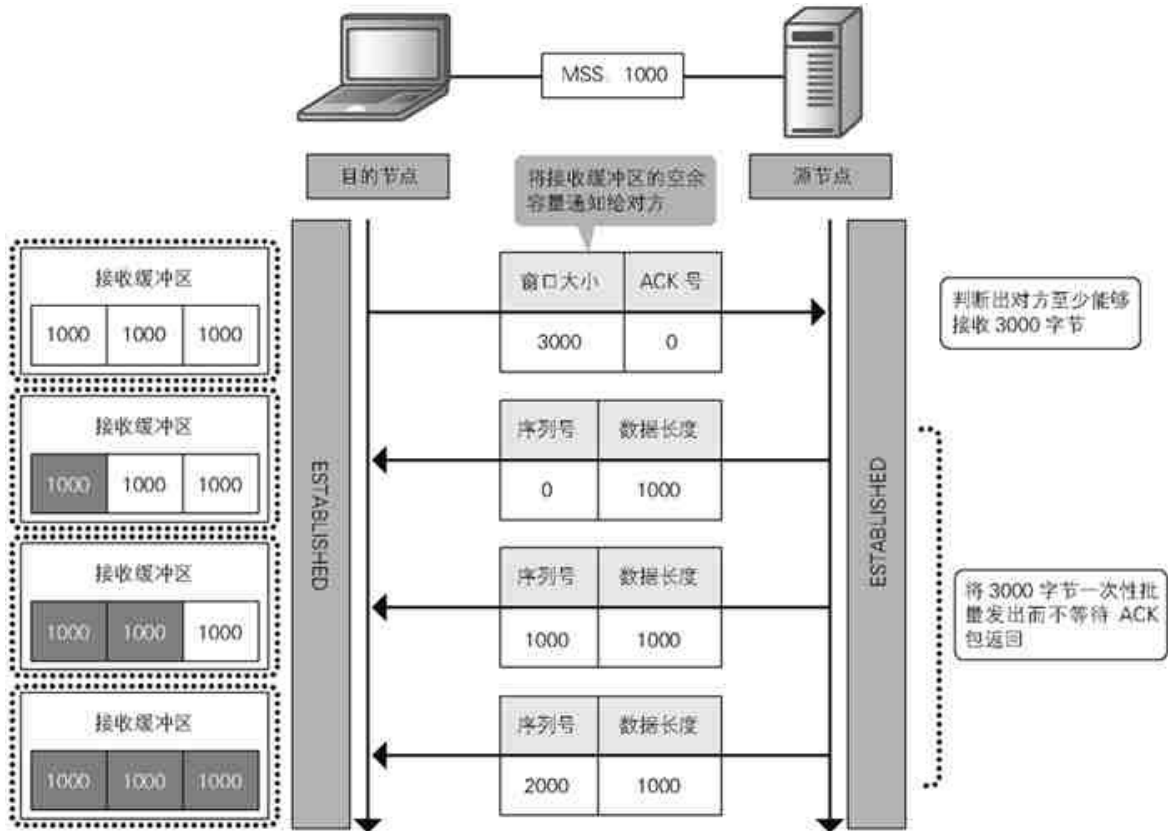 MSS：1000
目的节点
源节点
将接收缓冲区的空余
容量通知给对方
接收缓冲区
1000 1000 1000
窗口大小 ACK 号
3000 0
判断出对方至少能够
接收 3000 字节
接收缓冲区
1000 1000 1000
序列号 数据长度
0 1000
ESTABLISHED
ESTABLISHED
接收缓冲区
1000 1000 1000
序列号 数据长度
1000 1000
将 3000 字节一次性批
量发出而不等待 ACK
包返回
接收缓冲区
1000 1000 1000
序列号 数据长度
2000 1000